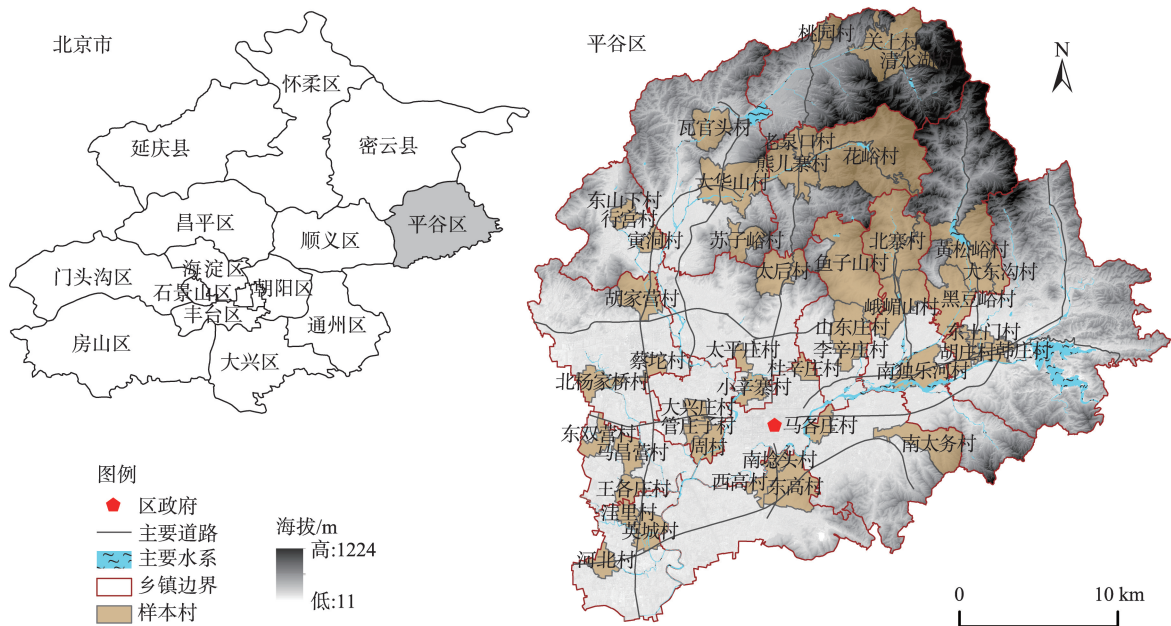 北京市
怀柔区
延庆县
密云县
平谷区
昌平区
顺义区
海淀区
门头沟区
石景山区
朝阳区
丰台区
通州区
房山区
大兴区
图例
区政府
主要道路
主要水系
乡镇边界
样本村
海拔/m
高:1224
低:11
平谷区
N
桃园村
关上村
清水湖
瓦官头村
老泉口村
熊儿寨村
花峪村
大华山村
东山下村
行宫村
寅洞村
苏子峪村
北寨村
黄松峪村
太后村
鱼子山村
大东沟村
胡家营村
峨嵋山村
黑豆峪村
山东庄村
东土门村
太平庄村
李辛庄村
胡庄村
韩庄村
蔡坨村
杜辛庄村
南独乐河村
北杨家桥村
小辛寨村
大兴庄村
管庄子村
马各庄村
东双营村
周村
南太务村
马昌营村
南埝头村
西高村
东高村
王各庄村
洼里村
英城村
河北村
0
10 km